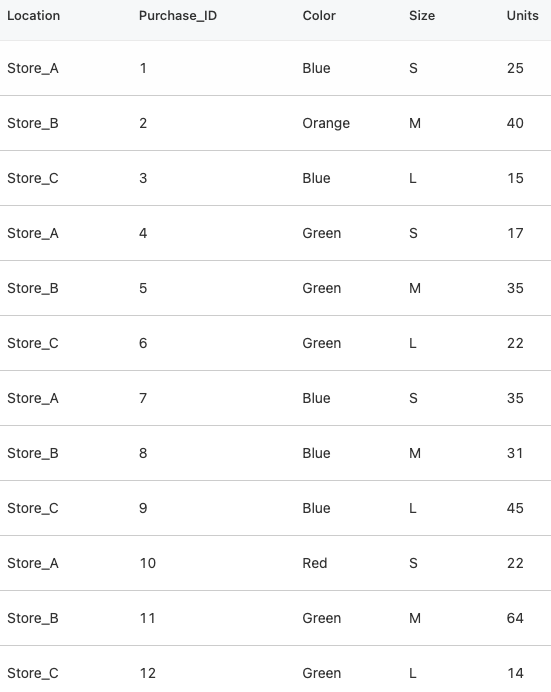 Location Purchase_ID Color Size Units
Store_A 1 Blue S 25
Store_B 2 Orange M 40
Store_C 3 Blue L 15
Store_A 4 Green S 17
Store_B 5 Green M 35
Store_C 6 Green L 22
Store_A 7 Blue S 35
Store_B 8 Blue M 31
Store_C 9 Blue L 45
Store_A 10 Red S 22
Store_B 11 Green M 64
Store_C 12 Green L 14